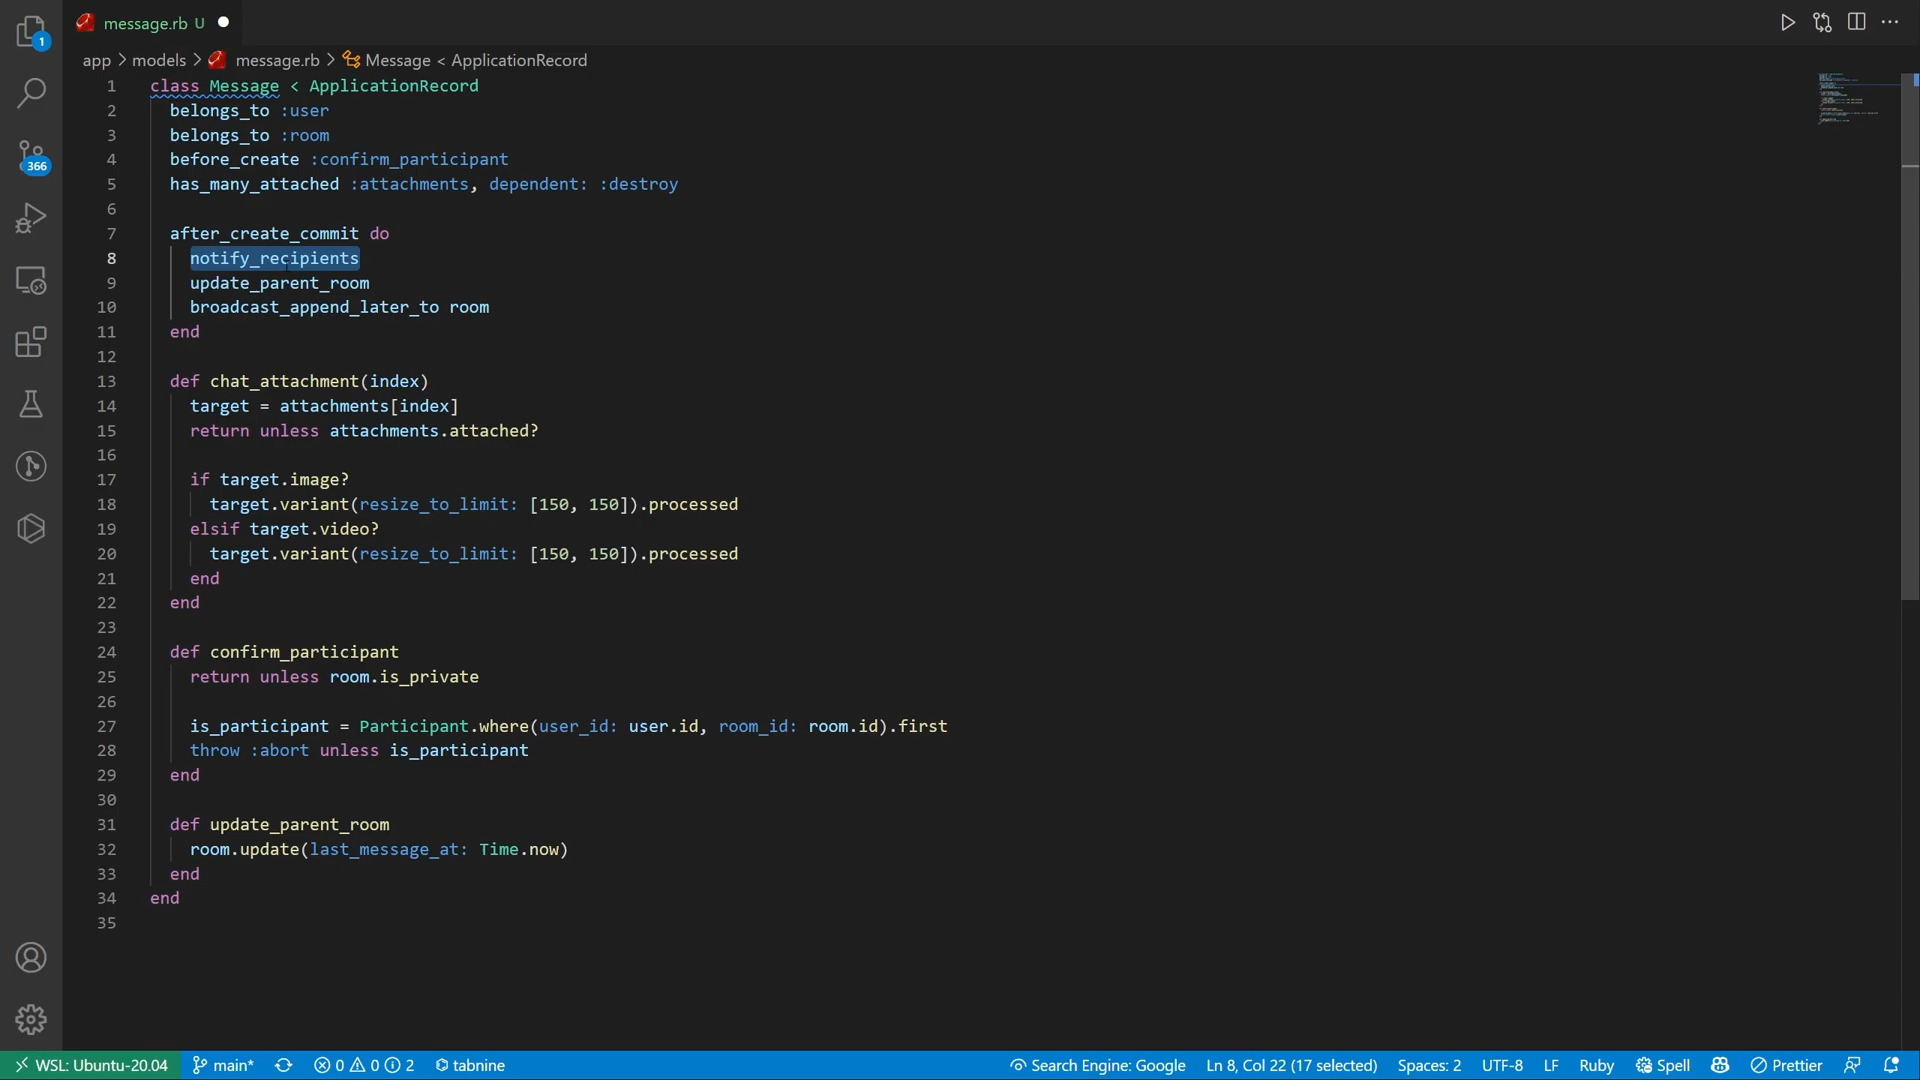 message.rb U
app > models > message.rb > Message < ApplicationRecord
1 class Message < ApplicationRecord
2 belongs_to :user
3 belongs_to :room
4 before_create :confirm_participant
5 has_many_attached :attachments, dependent: :destroy
6
7 after_create_commit do
8 notify_recipients
9 update_parent_room
10 broadcast_append_later_to room
11 end
12
13 def chat_attachment(index)
14 target = attachments[index]
15 return unless attachments.attached?
16
17 if target.image?
18 target.variant(resize_to_limit: [150, 150]).processed
19 elsif target.video?
20 target.variant(resize_to_limit: [150, 150]).processed
21 end
22 end
23
24 def confirm_participant
25 return unless room.is_private
26
27 is_participant = Participant.where(user_id: user.id, room_id: room.id).first
28 throw :abort unless is_participant
29 end
30
31 def update_parent_room
32 room.update(last_message_at: Time.now)
33 end
34 end
35
1
366
WSL: Ubuntu-20.04 main* 0 0 2 tabnine Search Engine: Google Ln 8, Col 22 (17 selected) Spaces: 2 UTF-8 LF Ruby Spell Prettier